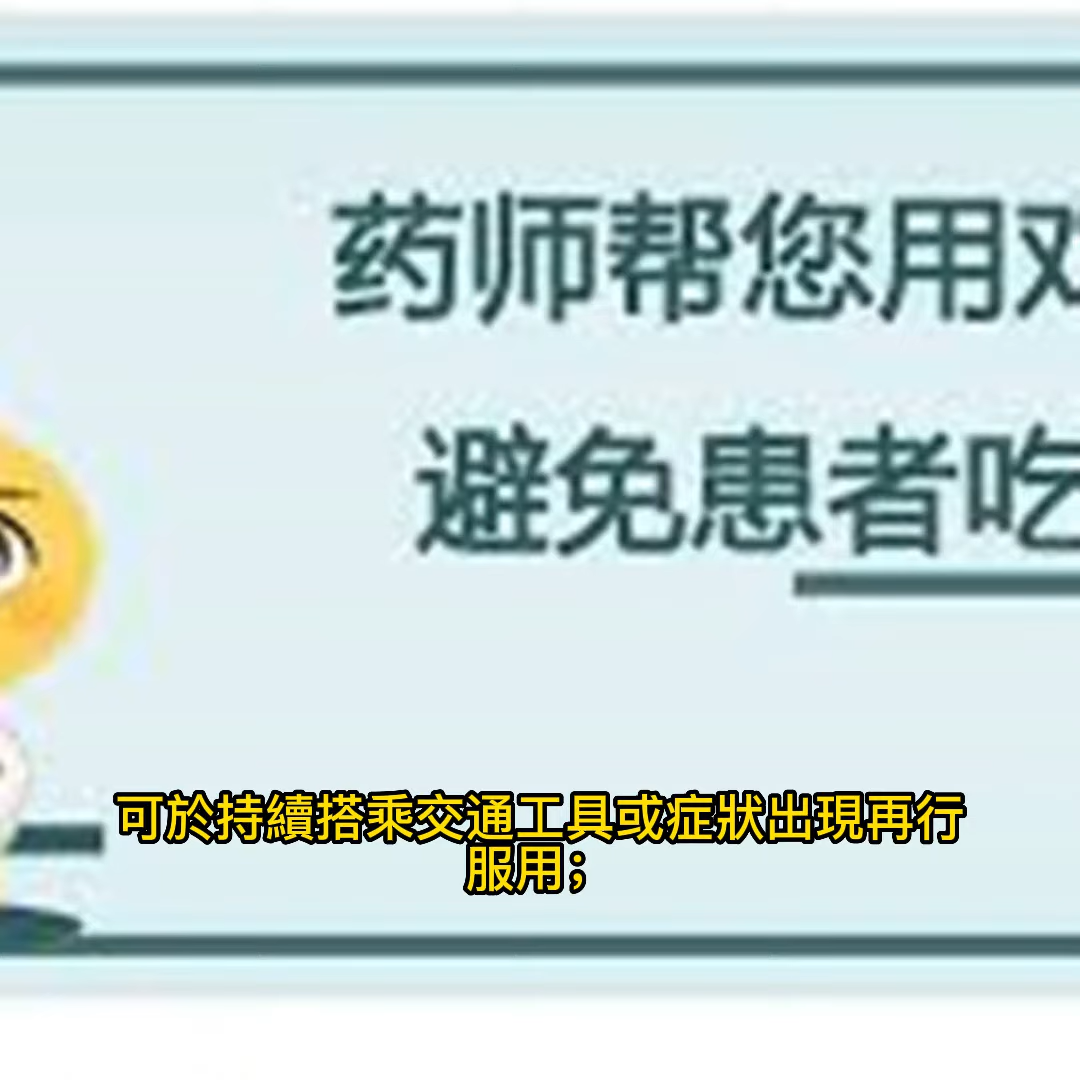 药师帮您用
避免患者吃
可於持續搭乘交通工具或症狀出現再行
服用；